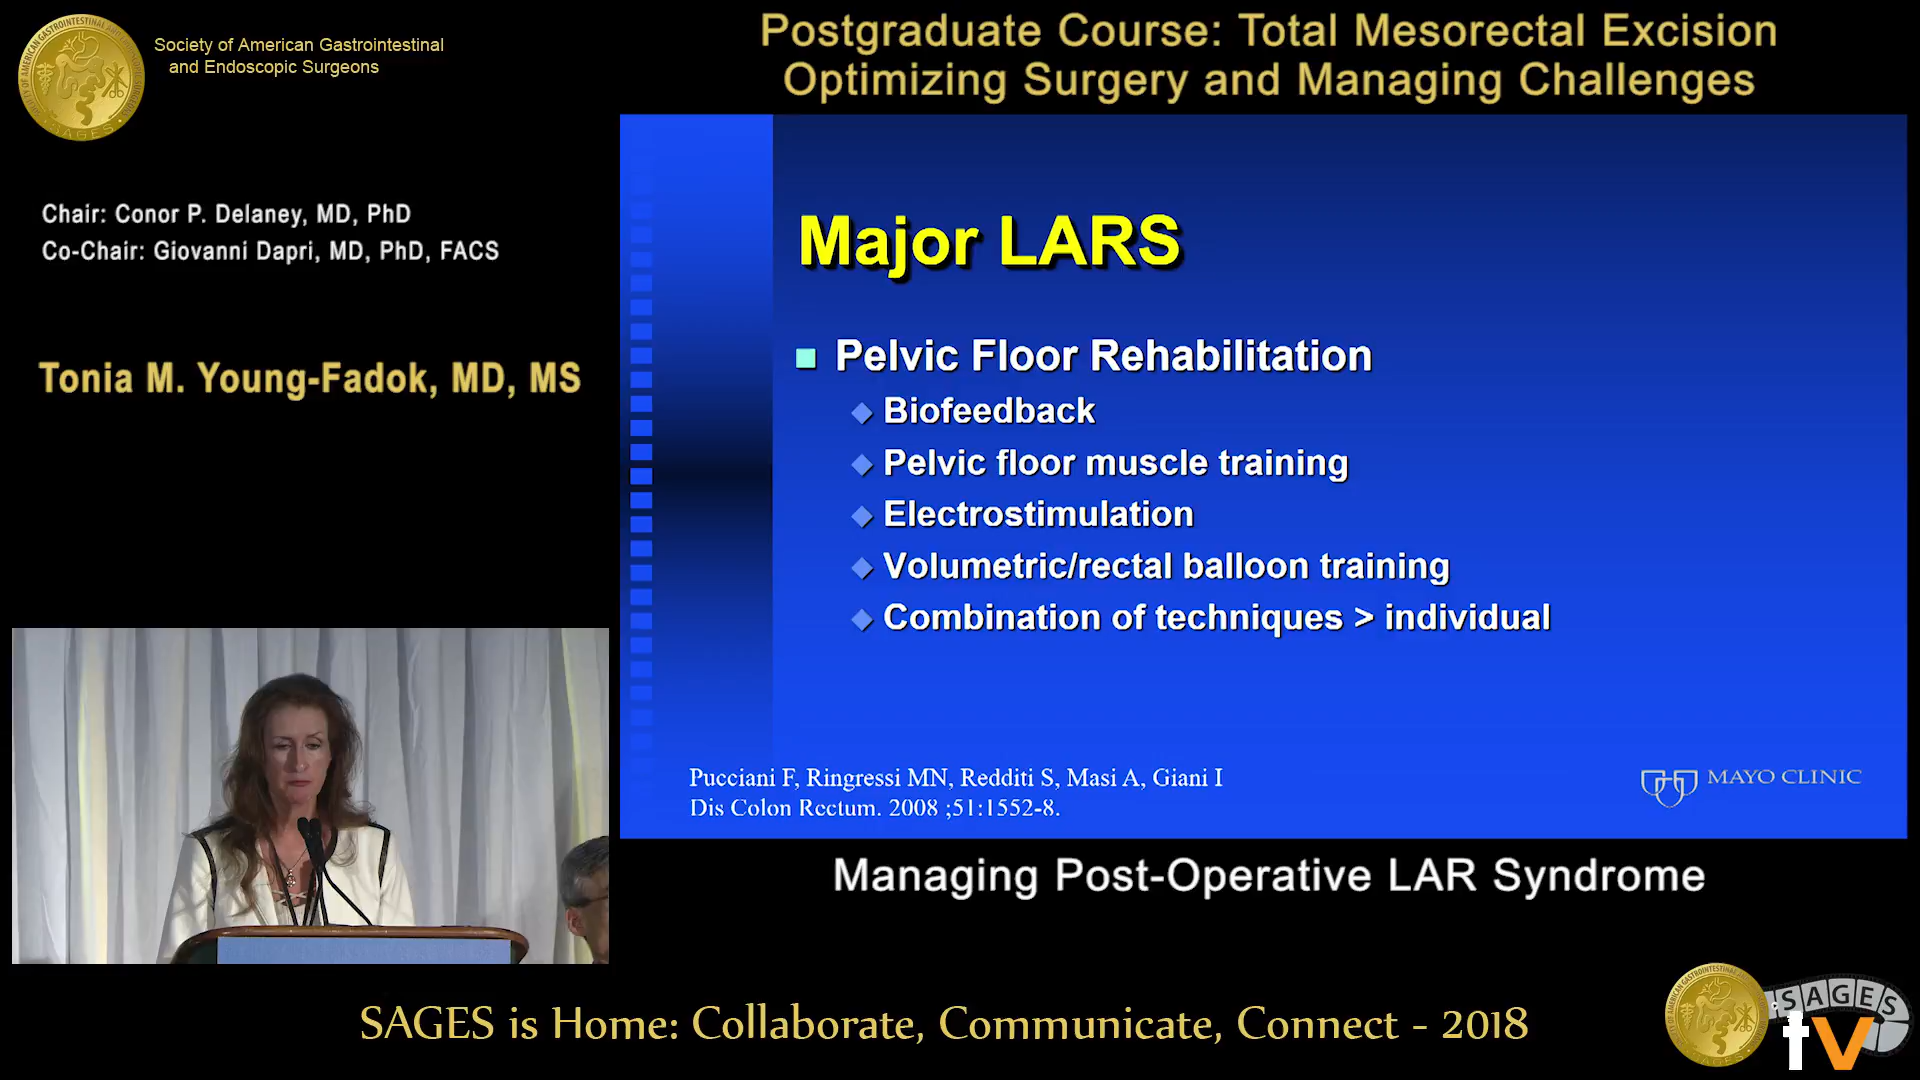 Society of American Gastrointestinal
and Endoscopic Surgeons
Postgraduate Course: Total Mesorectal Excision
Optimizing Surgery and Managing Challenges
Chair: Conor P. Delaney, MD, PhD
Co-Chair: Giovanni Dapri, MD, PhD, FACS
Tonia M. Young-Fadok, MD, MS
Major LARS
Pelvic Floor Rehabilitation
Biofeedback
Pelvic floor muscle training
Electrostimulation
Volumetric/rectal balloon training
Combination of techniques > individual
Pucciani F, Ringressi MN, Redditi S, Masi A, Giani I
Dis Colon Rectum. 2008 ;51:1552-8.
MAYO CLINIC
Managing Post-Operative LAR Syndrome
SAGES is Home: Collaborate, Communicate, Connect - 2018
SAGES
tv